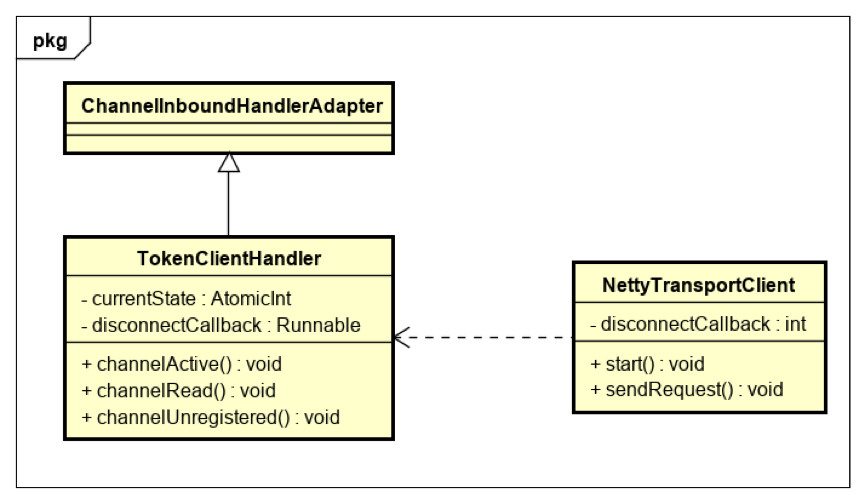 pkg
ChannelInboundHandlerAdapter
TokenClientHandler
- currentState : AtomicInt
- disconnectCallback : Runnable
+ channelActive() : void
+ channelRead() : void
+ channelUnregistered() : void
NettyTransportClient
- disconnectCallback : int
+ start() : void
+ sendRequest() : void